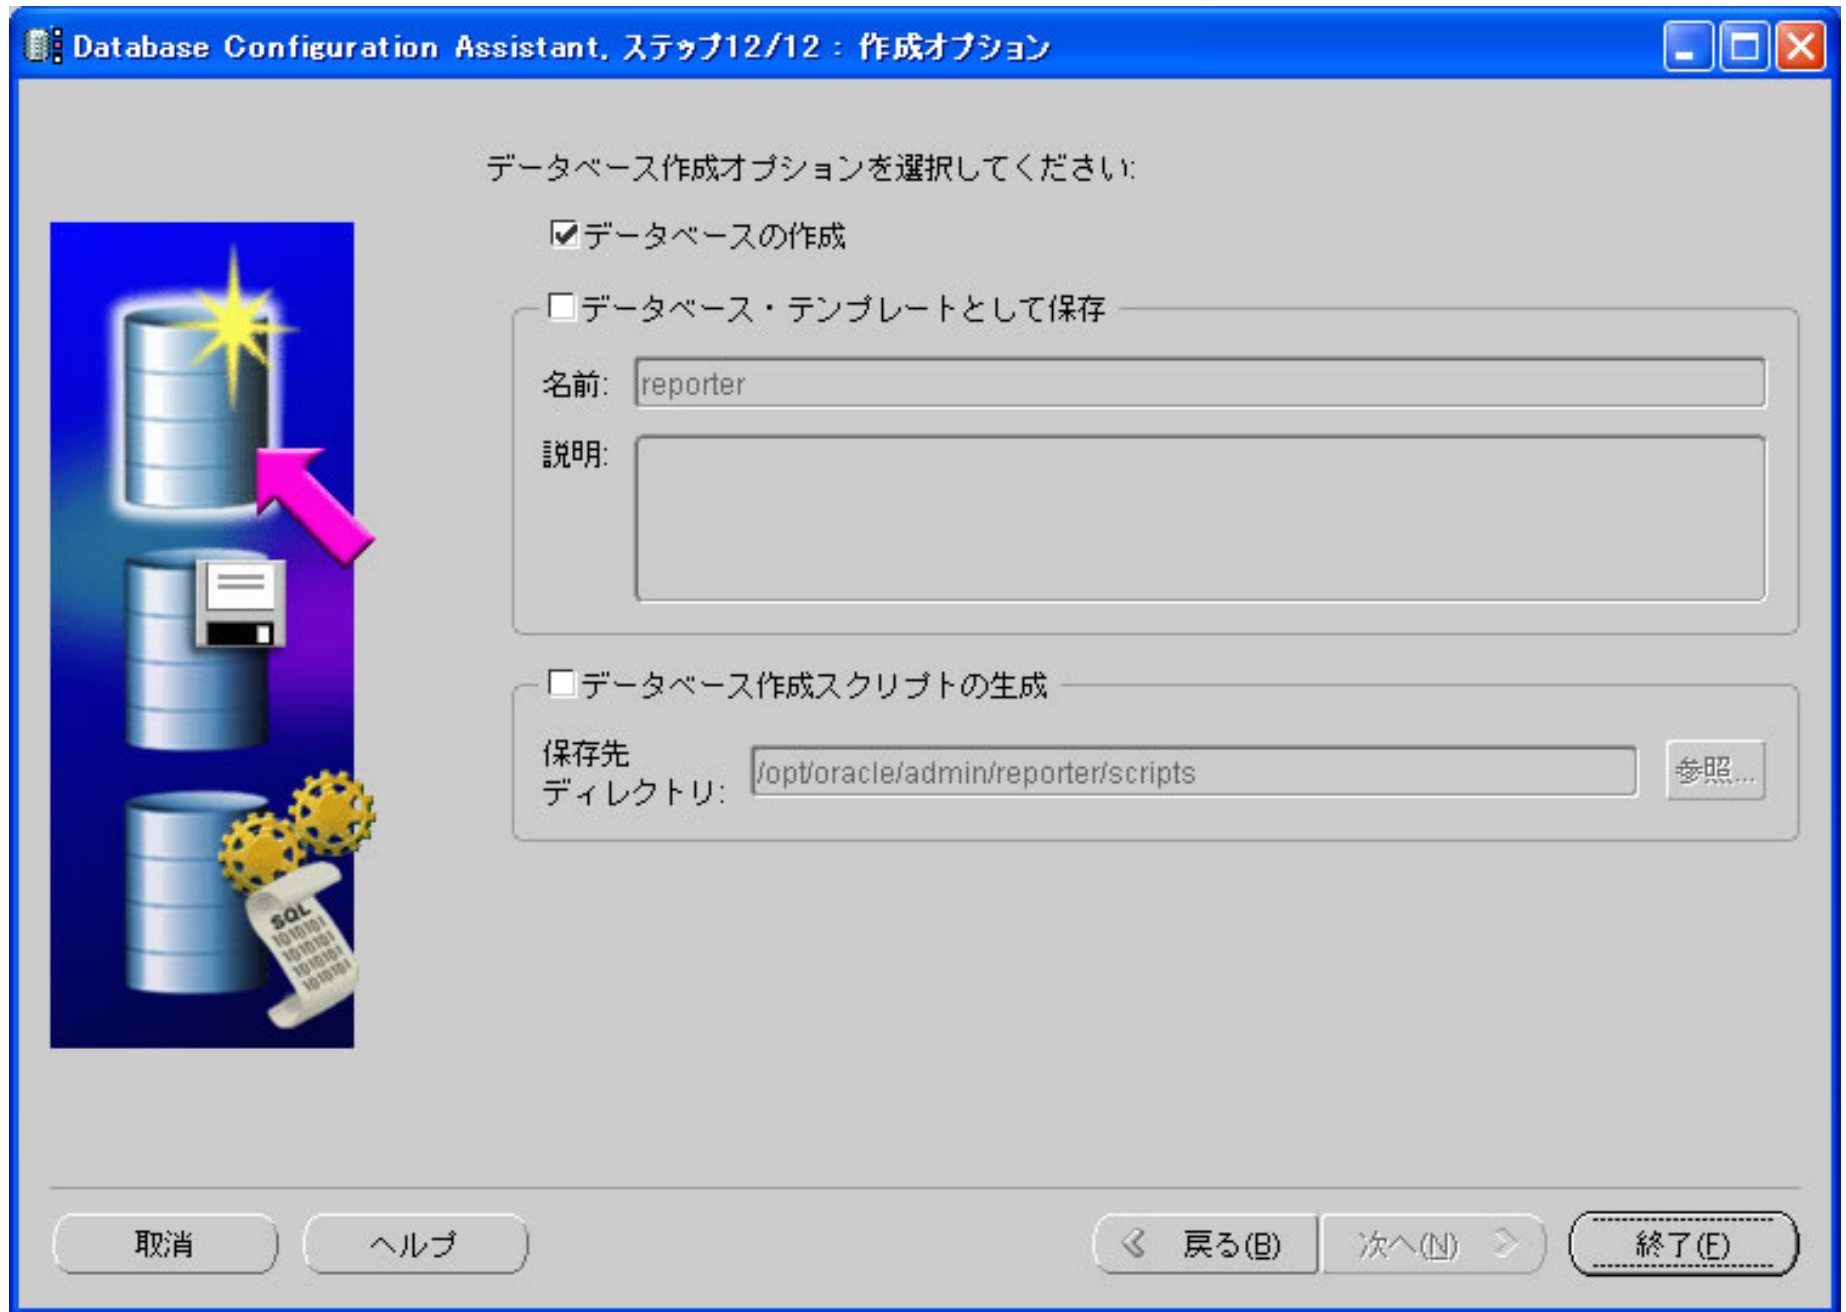 Database Configuration Assistant, ステップ12/12 : 作成オプション
データベース作成オプションを選択してください:
データベースの作成
データベース・テンプレートとして保存
名前: reporter
説明:
データベース作成スクリプトの生成
保存先
ディレクトリ: /opt/oracle/admin/reporter/scripts 参照...
SQL
1010101
1010101
1010101
1010101
取消 ヘルプ 戻る(B) 次へ(N) 終了(F)